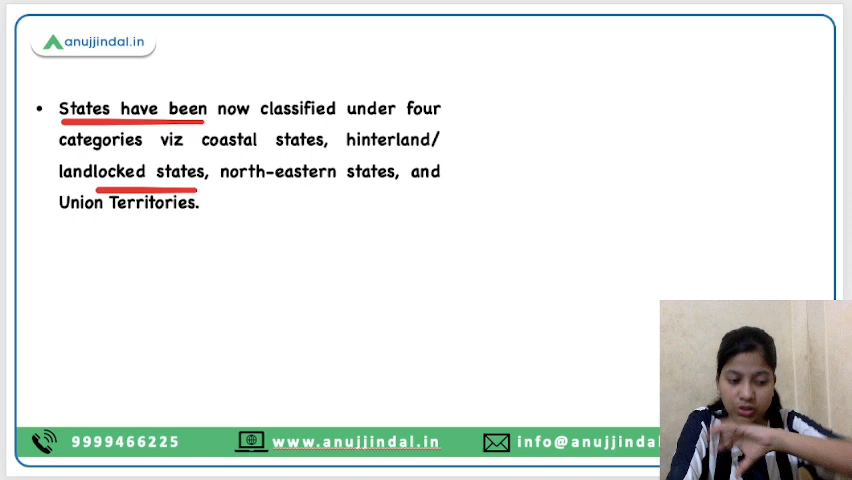 anujjindal.in
• States have been now classified under four
categories viz coastal states, hinterland/
landlocked states, north-eastern states, and
Union Territories.
9999466225 www.anujjindal.in info@anujjindal